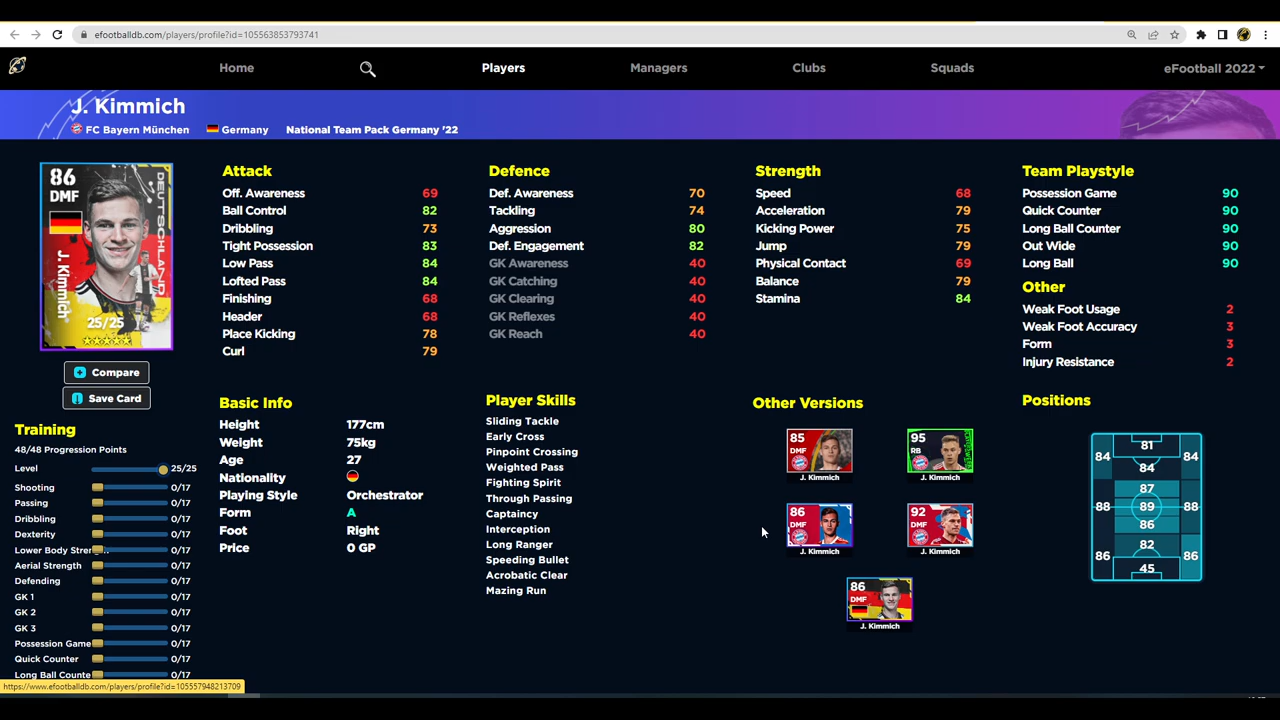 efootballdb.com/players/profile?id=105563853793741
Home
Players
Managers
Clubs
Squads
eFootball 2022
J. Kimmich
FC Bayern München Germany National Team Pack Germany '22
86
DMF
DEUTSCHLAND
J. Kimmich
25/25
Compare
Save Card
Attack
Off. Awareness 69
Ball Control 82
Dribbling 73
Tight Possession 83
Low Pass 84
Lofted Pass 84
Finishing 68
Header 68
Place Kicking 78
Curl 79
Defence
Def. Awareness 70
Tackling 74
Aggression 80
Def. Engagement 82
GK Awareness 40
GK Catching 40
GK Clearing 40
GK Reflexes 40
GK Reach 40
Strength
Speed 68
Acceleration 79
Kicking Power 75
Jump 79
Physical Contact 69
Balance 79
Stamina 84
Team Playstyle
Possession Game 90
Quick Counter 90
Long Ball Counter 90
Out Wide 90
Long Ball 90
Other
Weak Foot Usage 2
Weak Foot Accuracy 3
Form 3
Injury Resistance 2
Training
48/48 Progression Points
Level 25/25
Shooting 0/17
Passing 0/17
Dribbling 0/17
Dexterity 0/17
Lower Body Stren 0/17
Aerial Strength 0/17
Defending 0/17
GK 1 0/17
GK 2 0/17
GK 3 0/17
Possession Game 0/17
Quick Counter 0/17
Long Ball Counte 0/17
https://www.efootballdb.com/players/profile?id=105557948213709
Basic Info
Height 177cm
Weight 75kg
Age 27
Nationality
Playing Style Orchestrator
Form A
Foot Right
Price 0 GP
Player Skills
Sliding Tackle
Early Cross
Pinpoint Crossing
Weighted Pass
Fighting Spirit
Through Passing
Captaincy
Interception
Long Ranger
Speeding Bullet
Acrobatic Clear
Mazing Run
Other Versions
85
DMF
J. Kimmich
95
RB
J. Kimmich
86
DMF
J. Kimmich
92
DMF
J. Kimmich
86
DMF
J. Kimmich
Positions
81
84 84 84
87
88 89 88
86
82
86 86
45